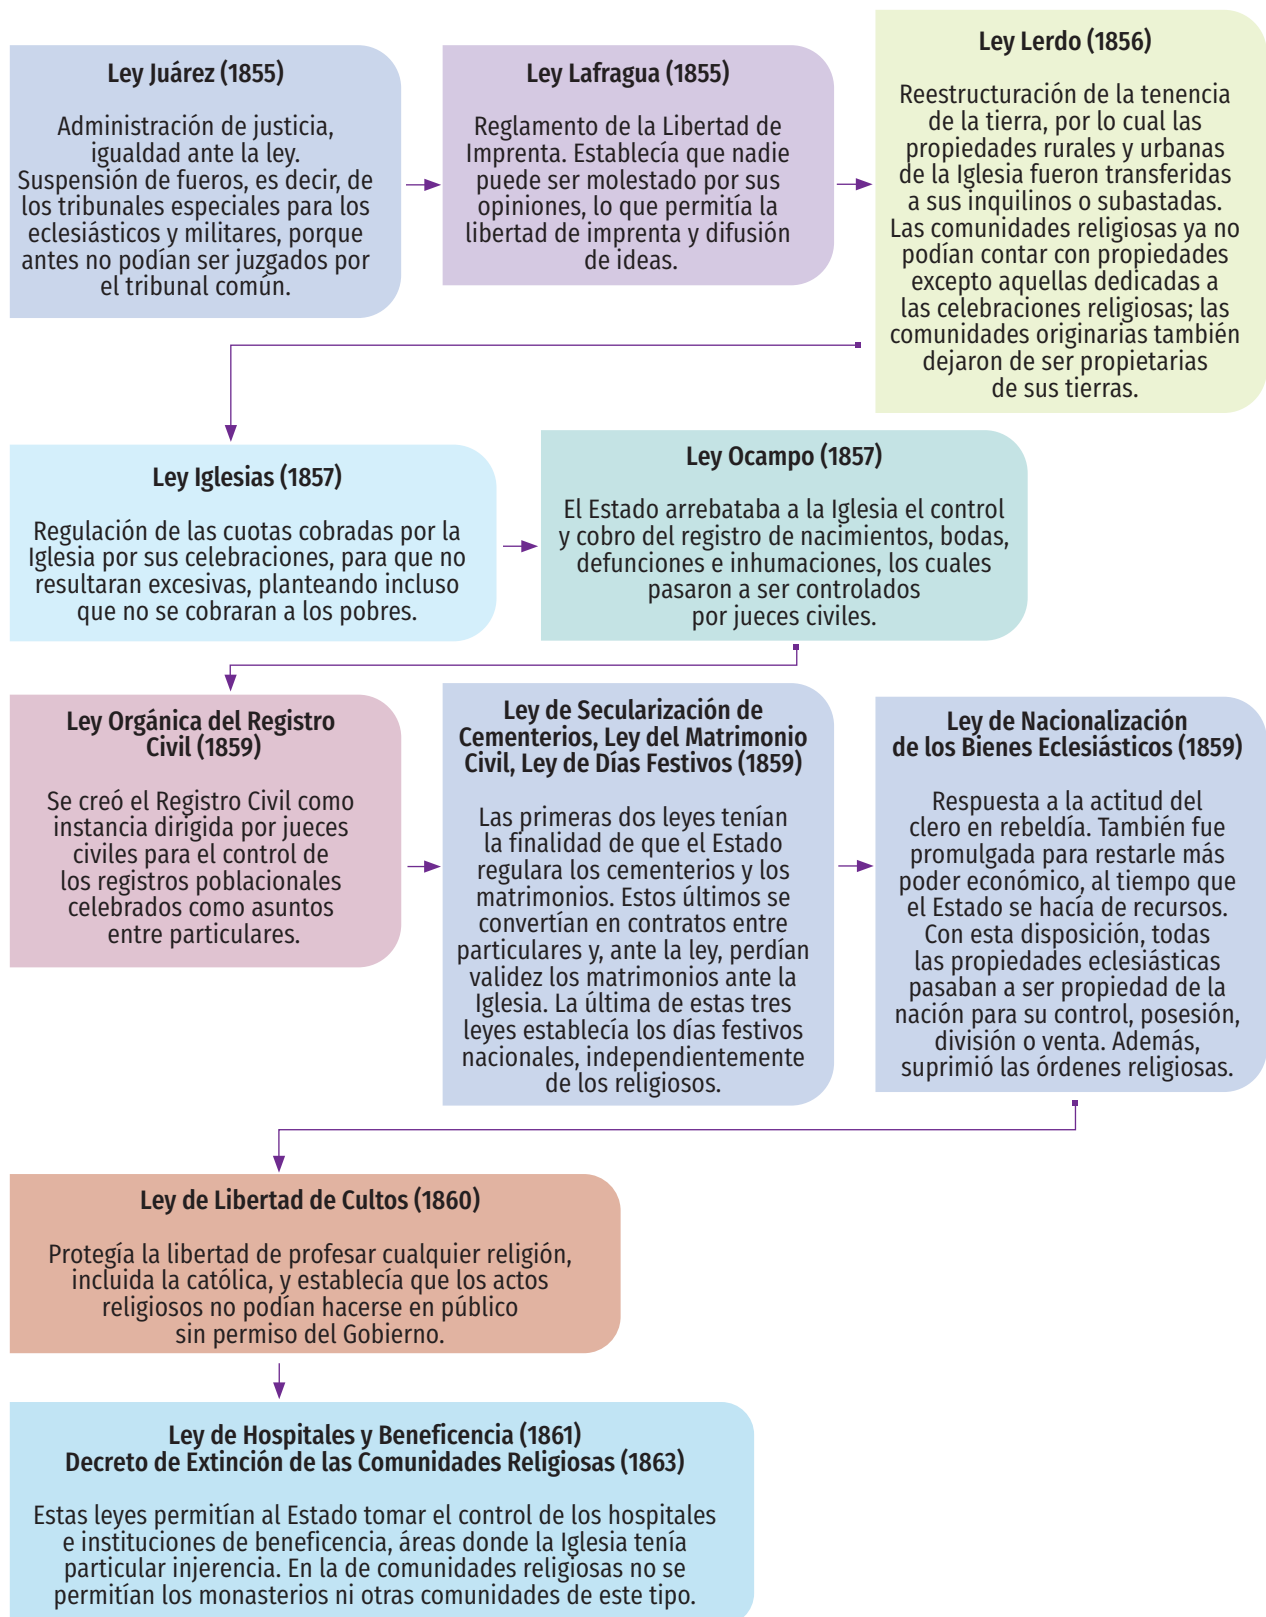 Ley Juárez (1855)
Administración de justicia,
igualdad ante la ley.
Suspensión de fueros, es decir, de
los tribunales especiales para los
eclesiásticos y militares, porque
antes no podían ser juzgados por
el tribunal común.
Ley Lafragua (1855)
Reglamento de la Libertad de
Imprenta. Establecía que nadie
puede ser molestado por sus
opiniones, lo que permitía la
libertad de imprenta y difusión
de ideas.
Ley Lerdo (1856)
Reestructuración de la tenencia
de la tierra, por lo cual las
propiedades rurales y urbanas
de la Iglesia fueron transferidas
a sus inquilinos o subastadas.
Las comunidades religiosas ya no
podían contar con propiedades
excepto aquellas dedicadas a
las celebraciones religiosas; las
comunidades originarias también
dejaron de ser propietarias
de sus tierras.
Ley Iglesias (1857)
Regulación de las cuotas cobradas por la
Iglesia por sus celebraciones, para que no
resultaran excesivas, planteando incluso
que no se cobraran a los pobres.
Ley Ocampo (1857)
El Estado arrebataba a la Iglesia el control
y cobro del registro de nacimientos, bodas,
defunciones e inhumaciones, los cuales
pasaron a ser controlados
por jueces civiles.
Ley Orgánica del Registro
Civil (1859)
Se creó el Registro Civil como
instancia dirigida por jueces
civiles para el control de
los registros poblacionales
celebrados como asuntos
entre particulares.
Ley de Secularización de
Cementerios, Ley del Matrimonio
Civil, Ley de Días Festivos (1859)
Las primeras dos leyes tenían
la finalidad de que el Estado
regulara los cementerios y los
matrimonios. Estos últimos se
convertían en contratos entre
particulares y, ante la ley, perdían
validez los matrimonios ante la
Iglesia. La última de estas tres
leyes establecía los días festivos
nacionales, independientemente
de los religiosos.
Ley de Nacionalización
de los Bienes Eclesiásticos (1859)
Respuesta a la actitud del
clero en rebeldía. También fue
promulgada para restarle más
poder económico, al tiempo que
el Estado se hacía de recursos.
Con esta disposición, todas
las propiedades eclesiásticas
pasaban a ser propiedad de la
nación para su control, posesión,
división o venta. Además,
suprimió las órdenes religiosas.
Ley de Libertad de Cultos (1860)
Protegía la libertad de profesar cualquier religión,
incluida la católica, y establecía que los actos
religiosos no podían hacerse en público
sin permiso del Gobierno.
Ley de Hospitales y Beneficencia (1861)
Decreto de Extinción de las Comunidades Religiosas (1863)
Estas leyes permitían al Estado tomar el control de los hospitales
e instituciones de beneficencia, áreas donde la Iglesia tenía
particular injerencia. En la de comunidades religiosas no se
permitían los monasterios ni otras comunidades de este tipo.